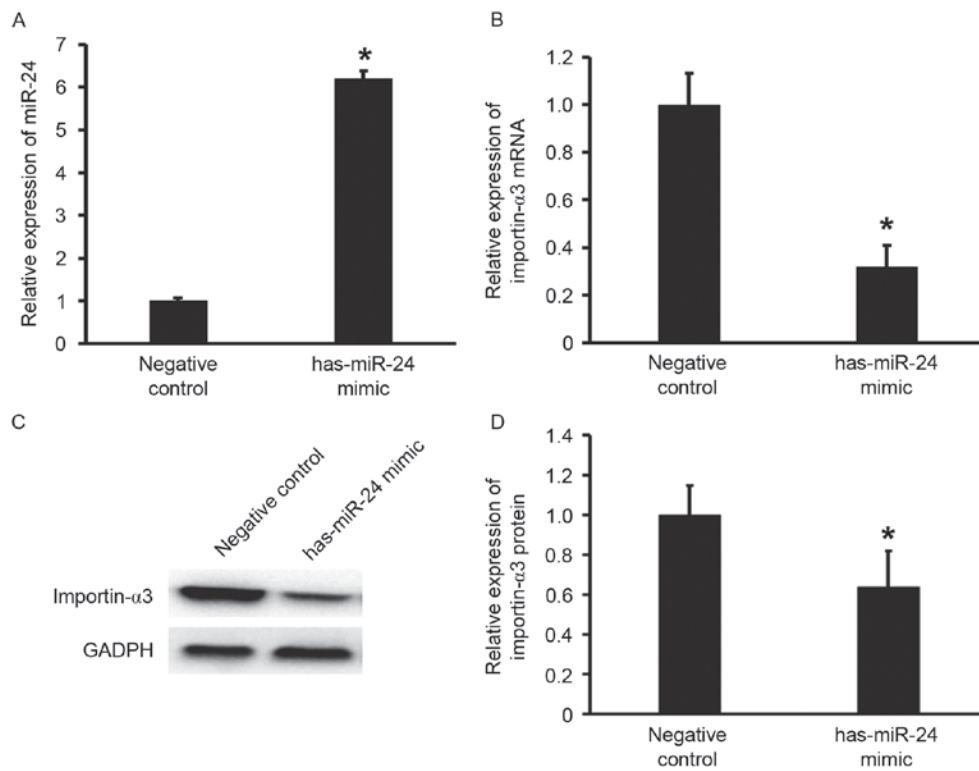 A
Relative expression of miR-24
7
6
5
4
3
2
1
0
*
Negative
control
has-miR-24
mimic
B
Relative expression of
importin-α3 mRNA
1.2
1.0
0.8
0.6
0.4
0.2
0
*
Negative
control
has-miR-24
mimic
C
Negative control
has-miR-24 mimic
Importin-α3
GADPH
D
Relative expression of
importin-α3 protein
1.4
1.2
1.0
0.8
0.6
0.4
0.2
0
*
Negative
control
has-miR-24
mimic